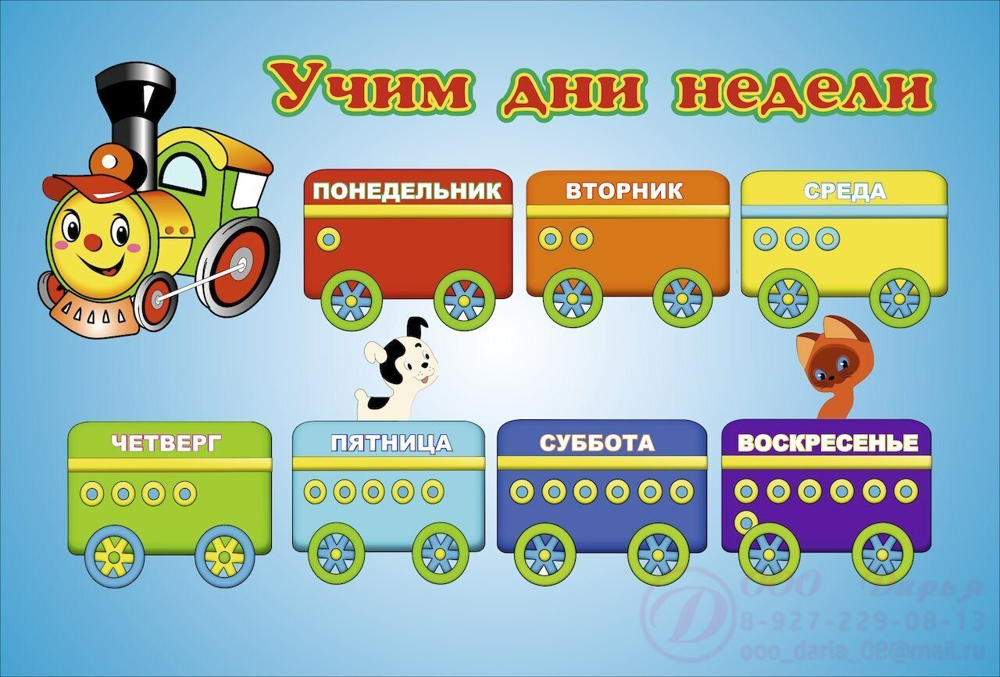 Учим дни недели
ПОНЕДЕЛЬНИК
ВТОРНИК
СРЕДА
ЧЕТВЕРГ
ПЯТНИЦА
СУББОТА
ВОСКРЕСЕНЬЕ
Д
ООО Дарья
8-927-229-08-13
ooo_daria_08@mail.ru